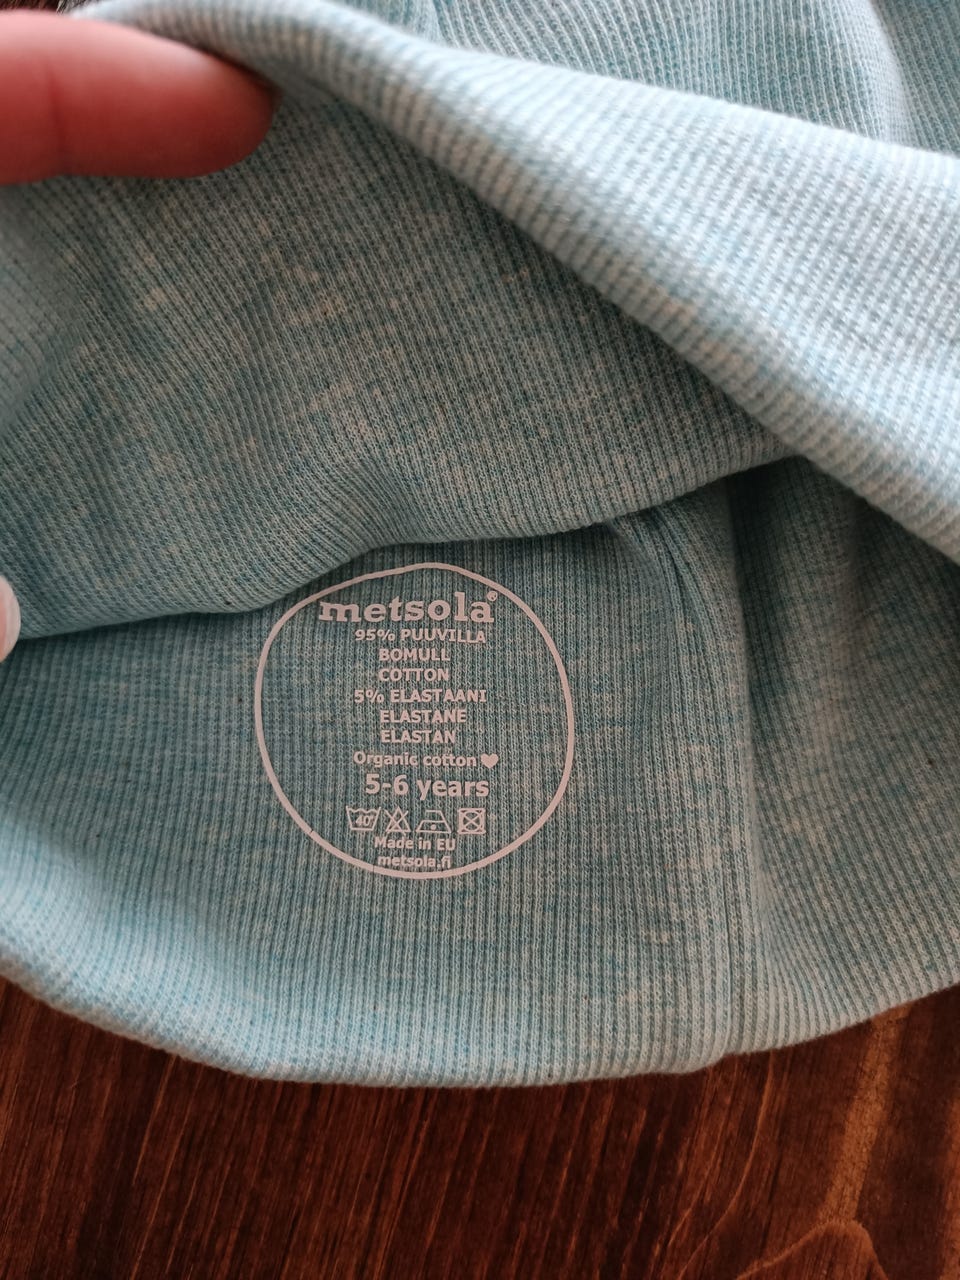 metsola®
95% PUUVILLA
BOMULL
COTTON
5% ELASTAANI
ELASTANE
ELASTAN
Organic cotton ♥
5-6 years
40°
Made in EU
metsola.fi